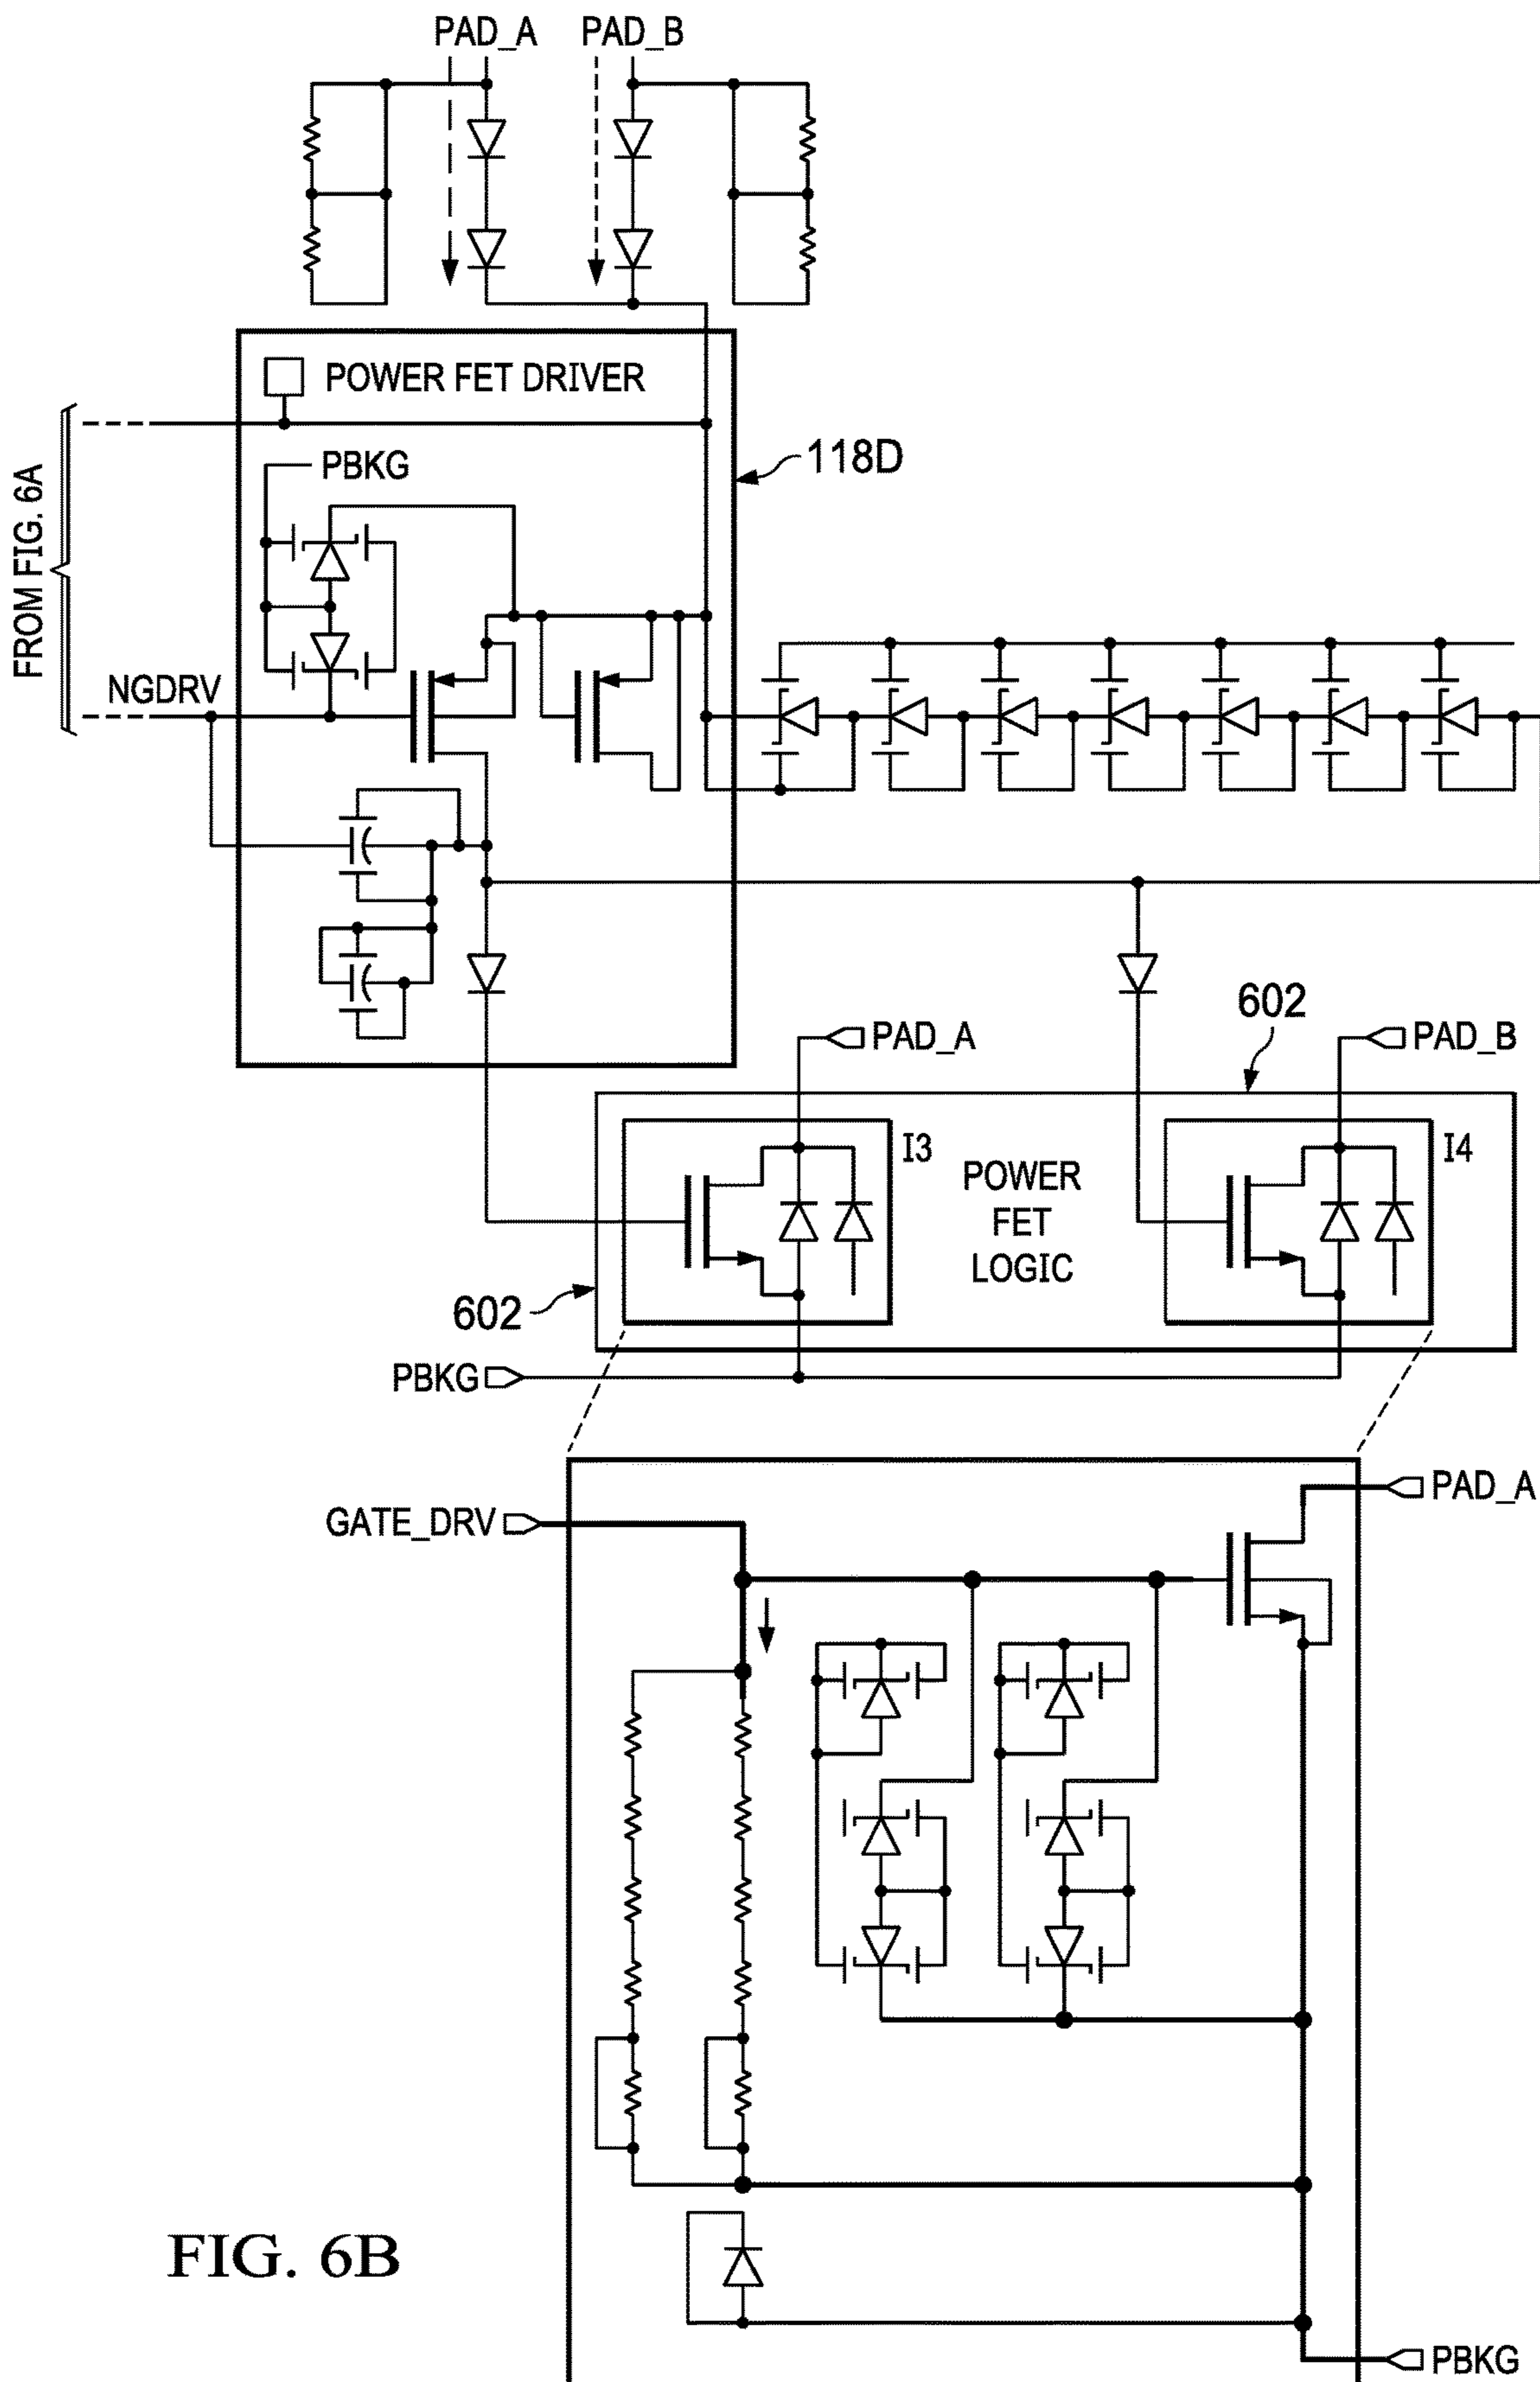 PAD_A PAD_B
POWER FET DRIVER
118D
PBKG
FROM FIG. 6A
NGDRV
602
PAD_A
PAD_B
I3
I4
POWER
FET
LOGIC
602
PBKG
PAD_A
GATE_DRV
FIG. 6B
PBKG